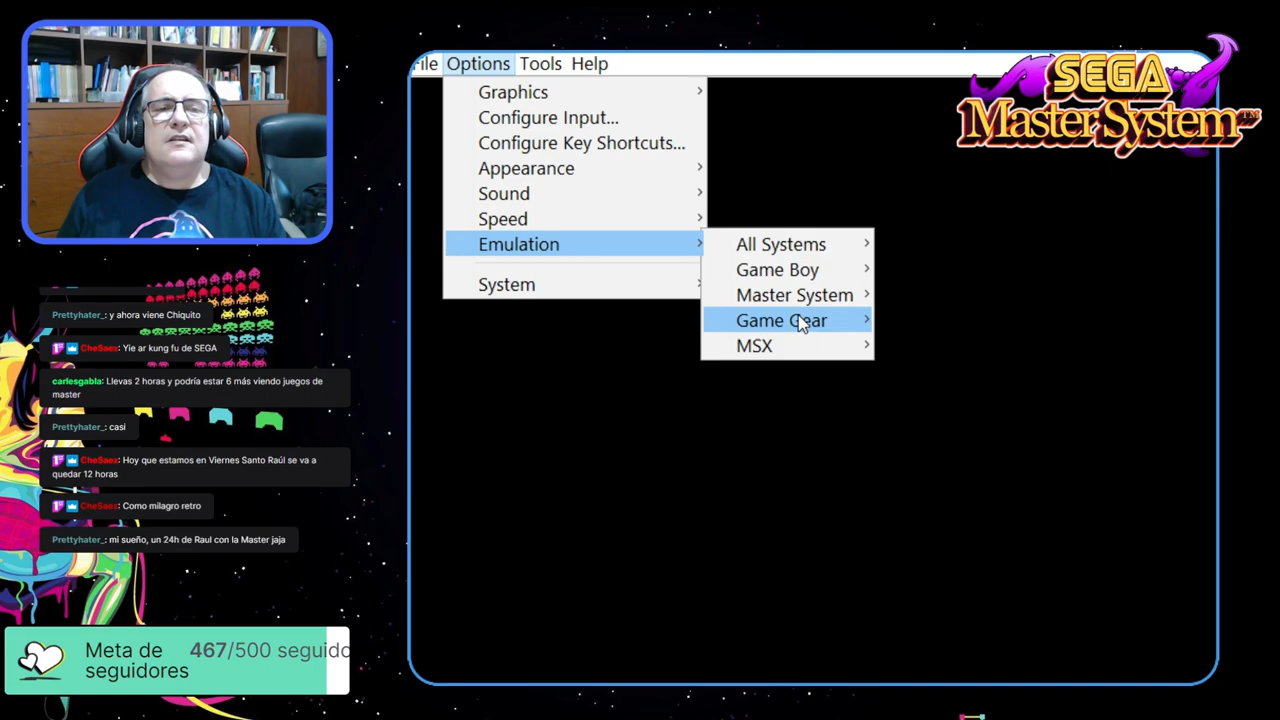 File Options Tools Help
Graphics
Configure Input...
Configure Key Shortcuts...
Appearance
Sound
Speed
Emulation
System
All Systems
Game Boy
Master System
Game Gear
MSX
SEGA
Master System™
Prettyhater_: y ahora viene Chiquito
CheSaez: Yie ar kung fu de SEGA
carlesgabla: Llevas 2 horas y podría estar 6 más viendo juegos de
master
Prettyhater_: casi
CheSaez: Hoy que estamos en Viernes Santo Raúl se va a
quedar 12 horas
CheSaez: Como milagro retro
Prettyhater_: mi sueño, un 24h de Raul con la Master jaja
Meta de 467/500 seguido
seguidores